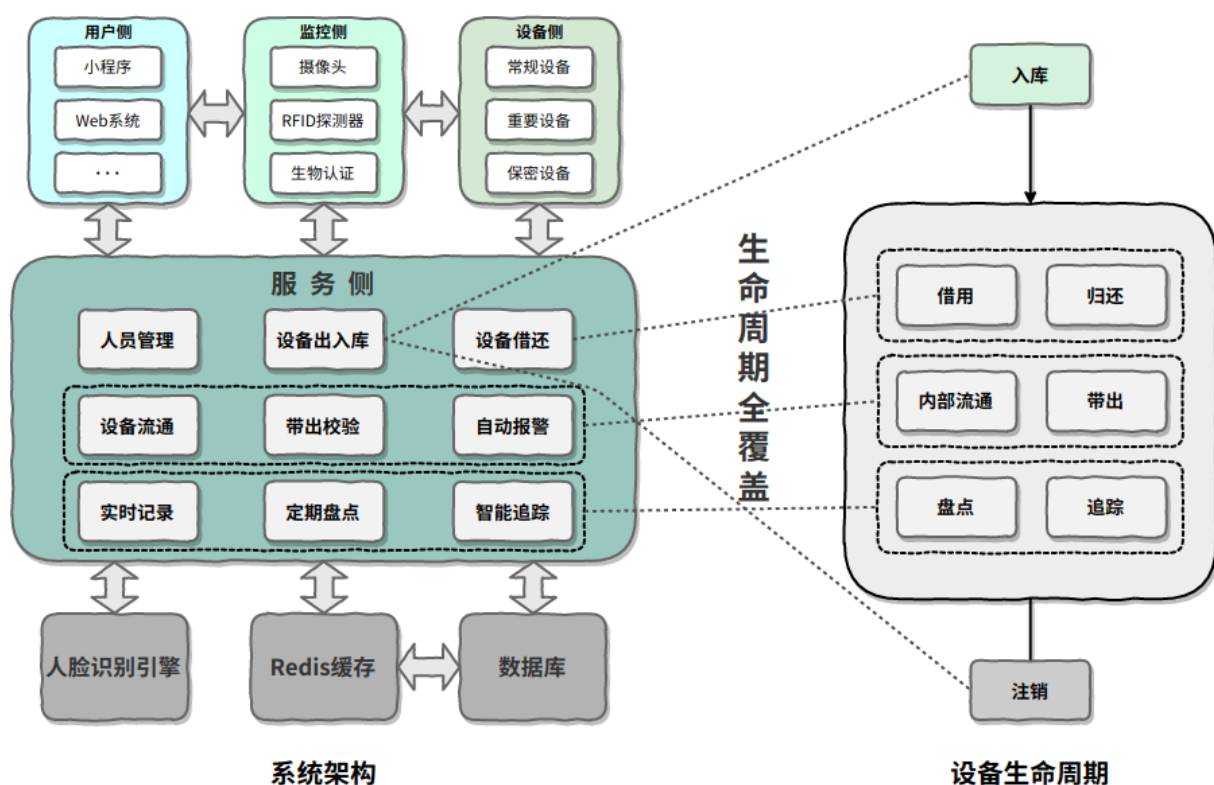 用户侧
小程序
Web系统
...
监控侧
摄像头
RFID探测器
生物认证
设备侧
常规设备
重要设备
保密设备
服务侧
人员管理
设备出入库
设备借还
设备流通
带出校验
自动报警
实时记录
定期盘点
智能追踪
人脸识别引擎
Redis缓存
数据库
系统架构
生命周期全覆盖
入库
借用
归还
内部流通
带出
盘点
追踪
注销
设备生命周期